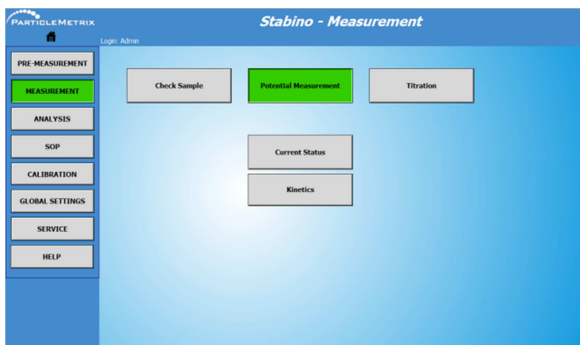 PARTICLEMETRIX
Stabino - Measurement
Login: Admin
PRE-MEASUREMENT
MEASUREMENT
ANALYSIS
SOP
CALIBRATION
GLOBAL SETTINGS
SERVICE
HELP
Check Sample
Potential Measurement
Titration
Current Status
Kinetics